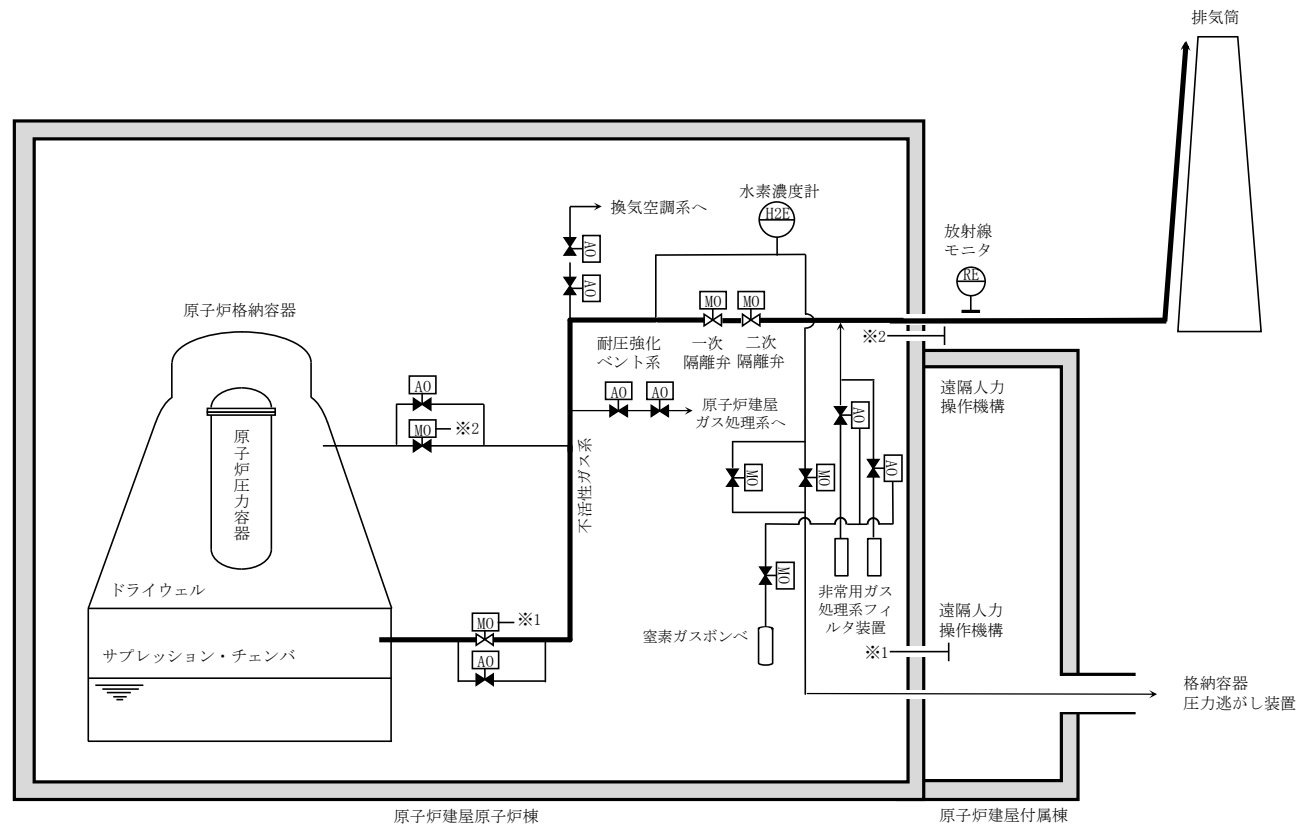 排気筒
水素濃度計
H2E
換気空調系へ
AO
AO
放射線
モニタ
RE
原子炉格納容器
MO
MO
耐圧強化
ベント系
一次
隔離弁
二次
隔離弁
※2
AO
AO
AO
原子炉建屋
ガス処理系へ
遠隔人力
操作機構
MO
※2
AO
原子炉圧力容器
不活性ガス系
AO
MO
MO
MO
ドライウェル
非常用ガス
処理系フィ
ルタ装置
遠隔人力
操作機構
MO
※1
窒素ガスボンベ
サプレッション・チェンバ
AO
※1
格納容器
圧力逃がし装置
原子炉建屋原子炉棟
原子炉建屋付属棟